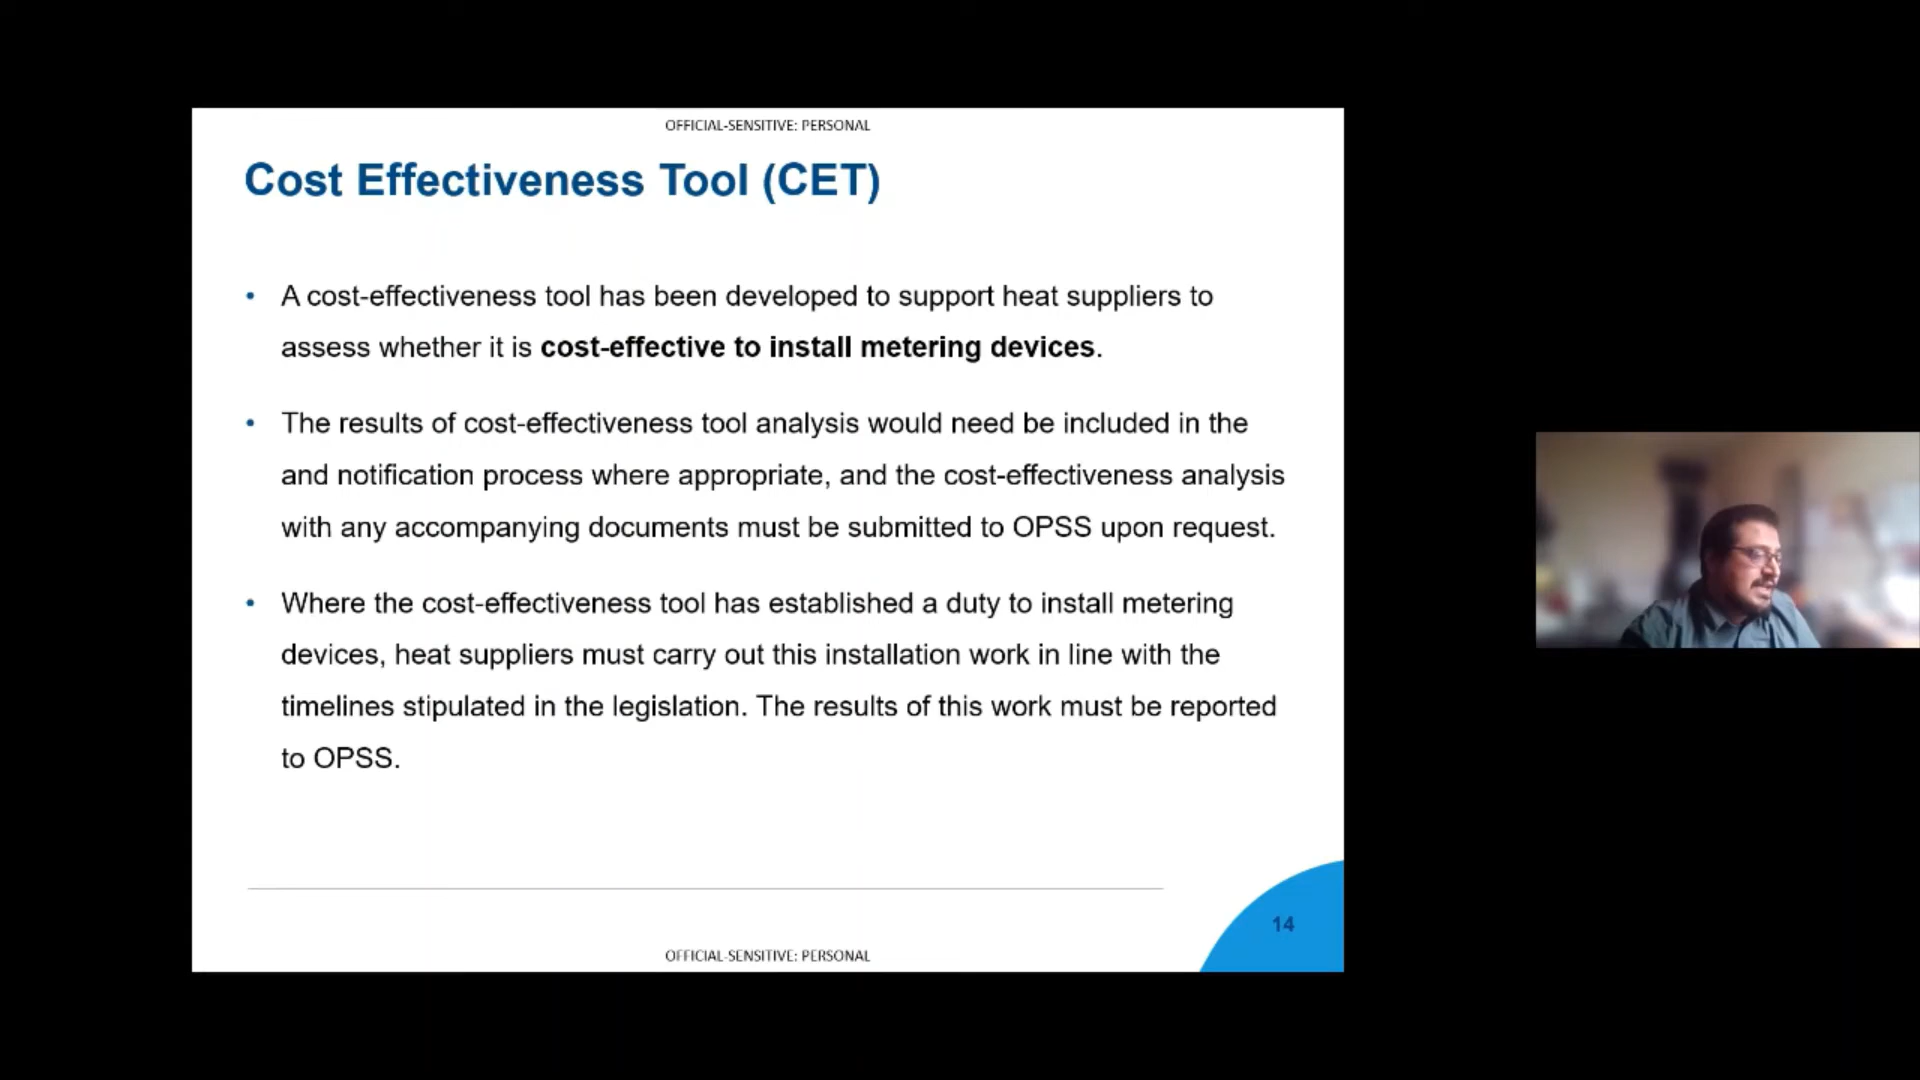 OFFICIAL-SENSITIVE: PERSONAL
Cost Effectiveness Tool (CET)
• A cost-effectiveness tool has been developed to support heat suppliers to
assess whether it is cost-effective to install metering devices.
• The results of cost-effectiveness tool analysis would need be included in the
and notification process where appropriate, and the cost-effectiveness analysis
with any accompanying documents must be submitted to OPSS upon request.
• Where the cost-effectiveness tool has established a duty to install metering
devices, heat suppliers must carry out this installation work in line with the
timelines stipulated in the legislation. The results of this work must be reported
to OPSS.
14
OFFICIAL-SENSITIVE: PERSONAL